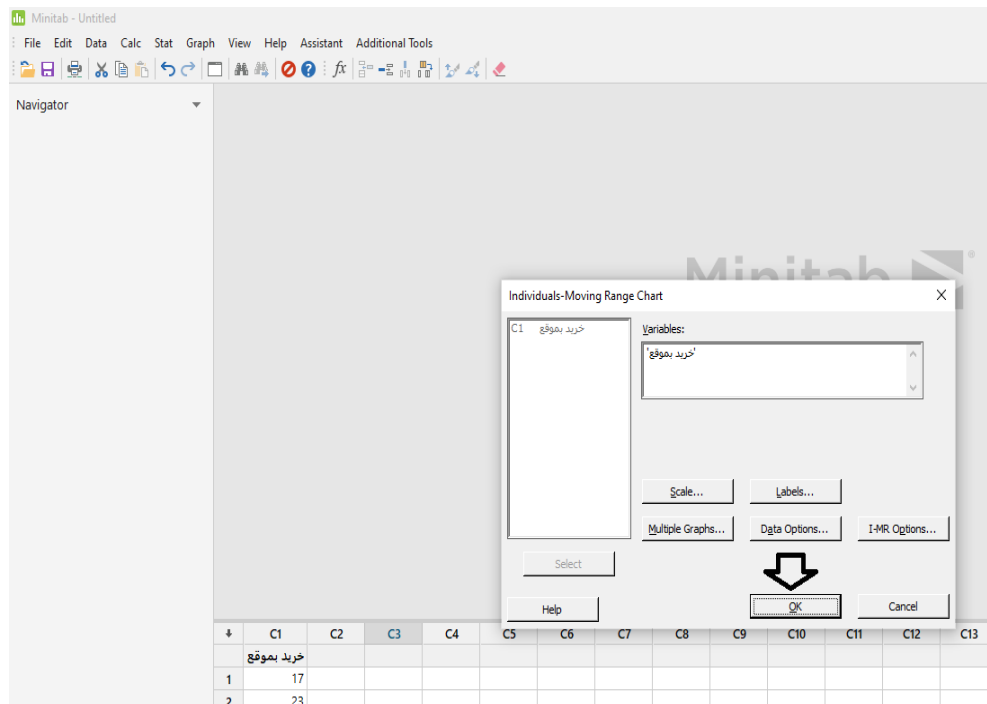 Minitab - Untitled
File Edit Data Calc Stat Graph View Help Assistant Additional Tools
fx
Navigator
Minitab
Individuals-Moving Range Chart
C1 خرید بموقع
Variables:
'خرید بموقع'
Scale...
Labels...
Multiple Graphs...
Data Options...
I-MR Options...
Select
Help
OK
Cancel
C1 C2 C3 C4 C5 C6 C7 C8 C9 C10 C11 C12 C13
خرید بموقع
1 17
2 23